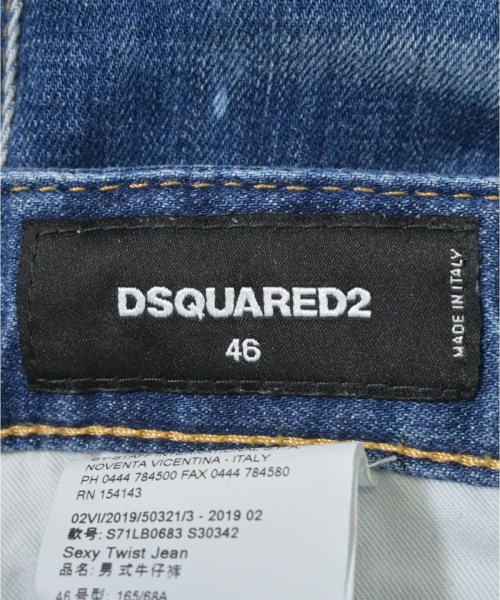 DSQUARED2
46
MADE IN ITALY
NOVENTA VICENTINA - ITALY
PH 0444 784500 FAX 0444 784580
RN 154143
02VI/2019/50321/3 - 2019 02
款号: S71LB0683 S30342
Sexy Twist Jean
品名: 男 式牛仔裤
46 号型: 165/68A